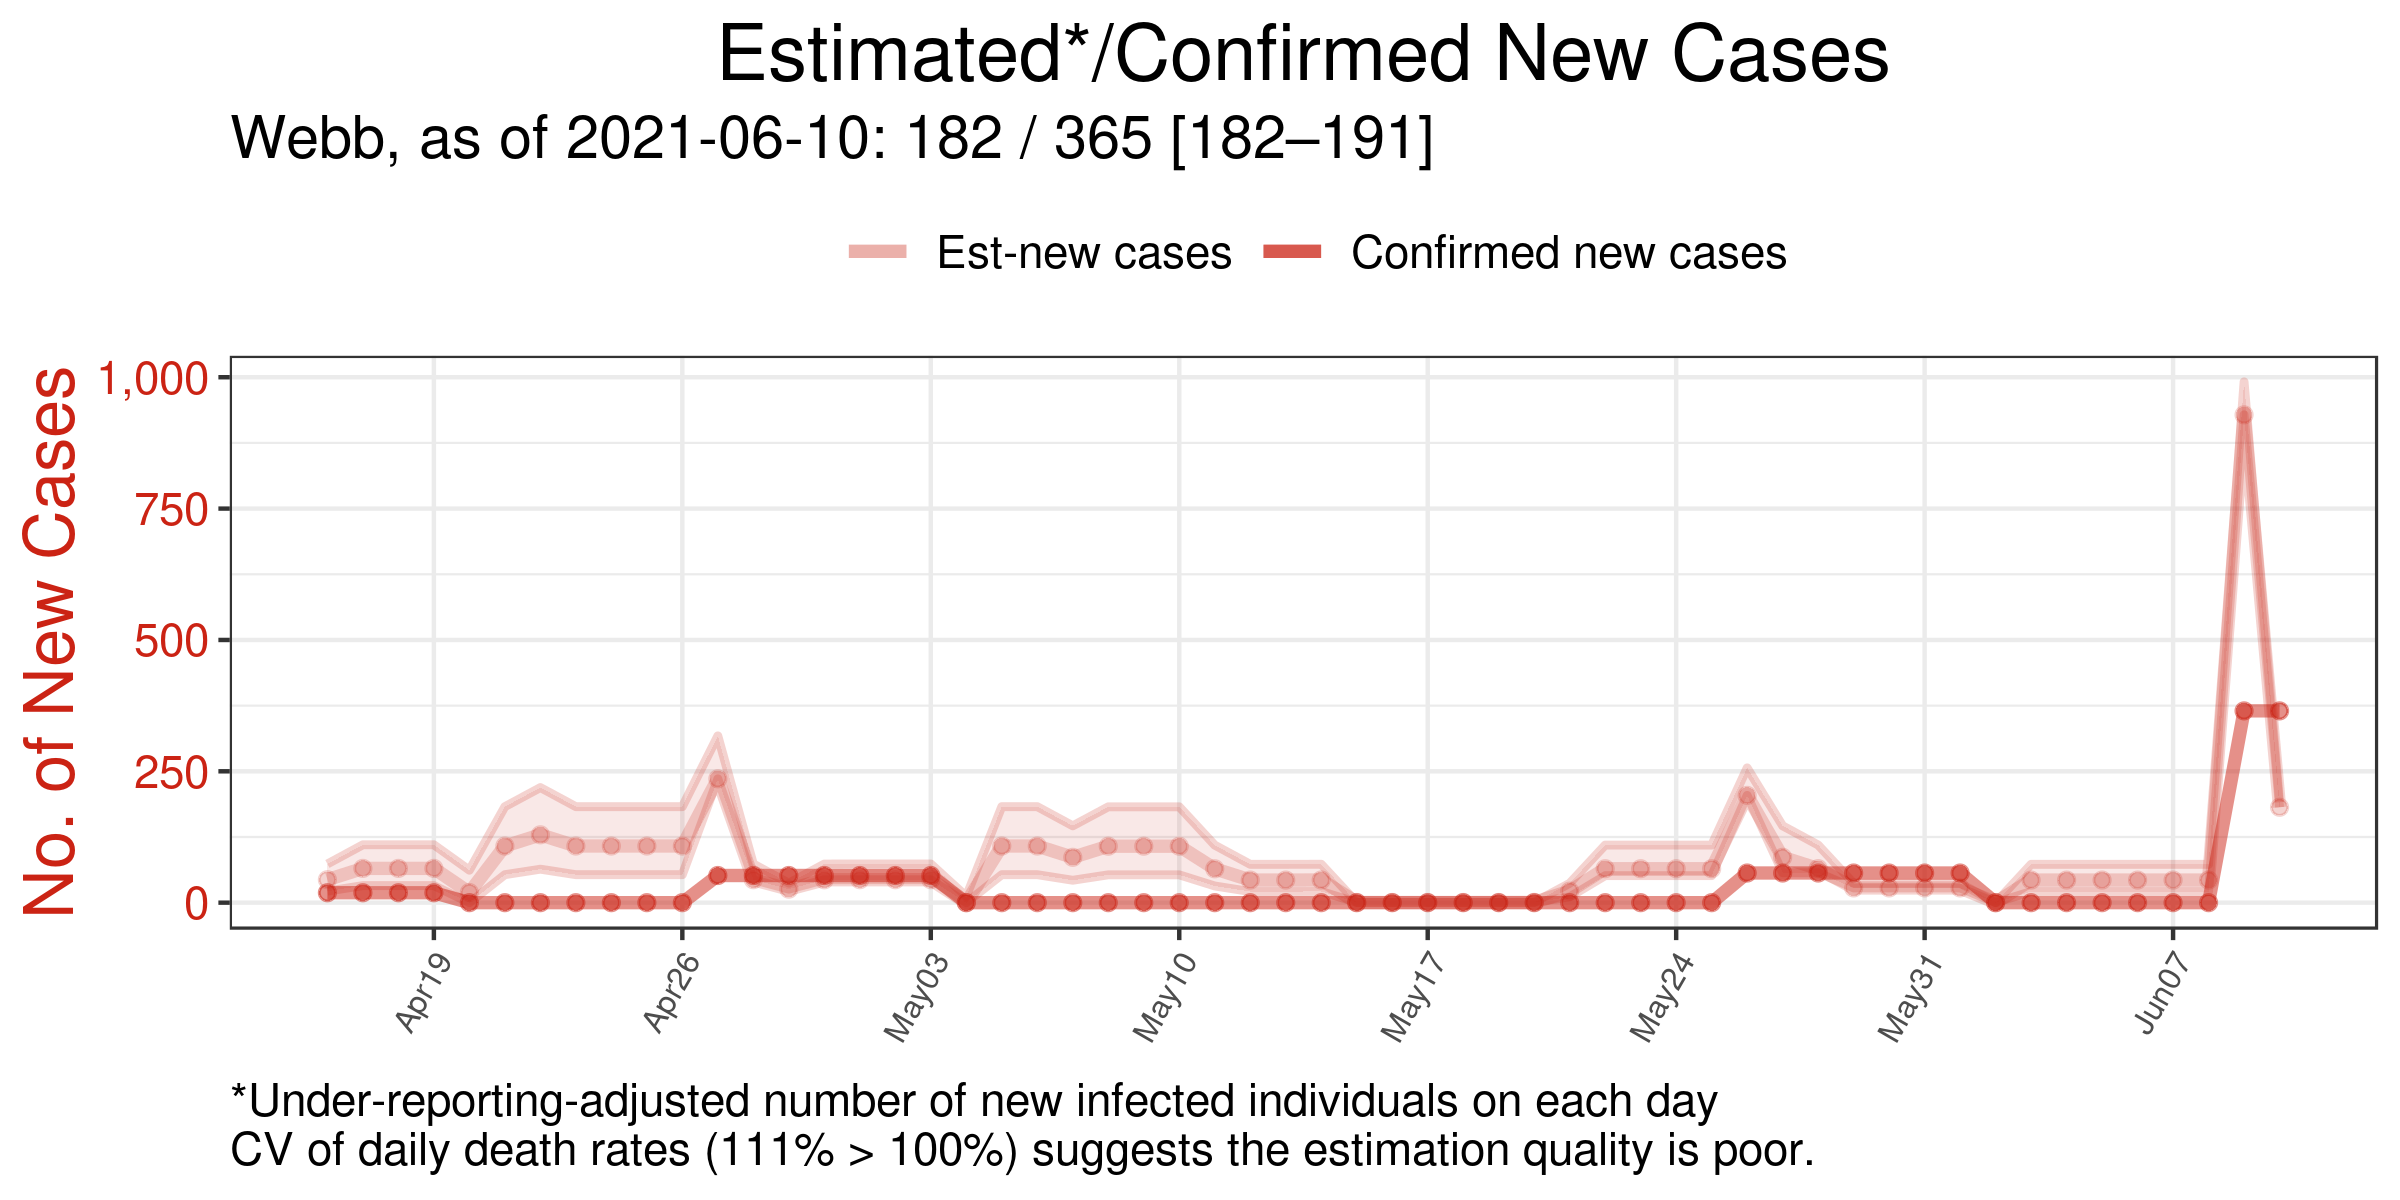 Estimated*/Confirmed New Cases
Webb, as of 2021-06-10: 182 / 365 [182–191]
Est-new cases
Confirmed new cases
No. of New Cases
1,000
750
500
250
0
Apr19
Apr26
May03
May10
May17
May24
May31
Jun07
*Under-reporting-adjusted number of new infected individuals on each day
CV of daily death rates (111% > 100%) suggests the estimation quality is poor.